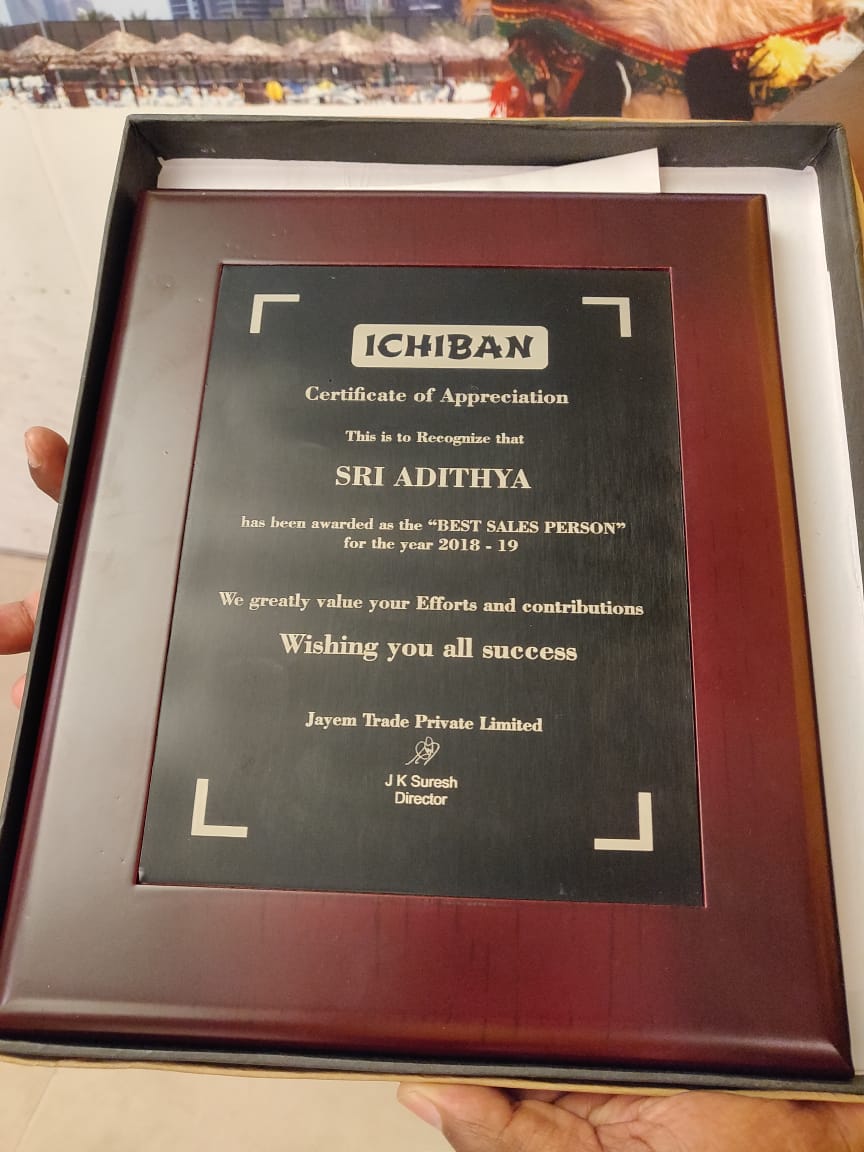 ICHIBAN
Certificate of Appreciation
This is to Recognize that
SRI ADITHYA
has been awarded as the “BEST SALES PERSON”
for the year 2018 - 19
We greatly value your Efforts and contributions
Wishing you all success
Jayem Trade Private Limited
J K Suresh
Director